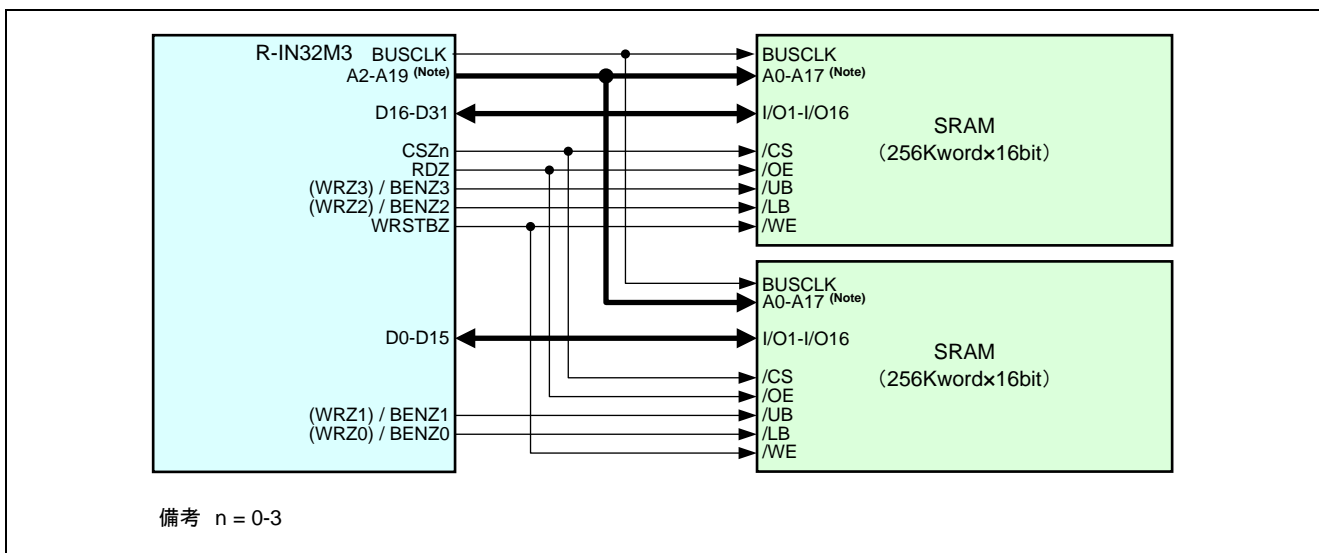 R-IN32M3
BUSCLK
A2-A19 (Note)
D16-D31
CSZn
RDZ
(WRZ3) / BENZ3
(WRZ2) / BENZ2
WRSTBZ
D0-D15
(WRZ1) / BENZ1
(WRZ0) / BENZ0
BUSCLK
A0-A17 (Note)
I/O1-I/O16
/CS
/OE
/UB
/LB
/WE
SRAM
（256Kword×16bit）
BUSCLK
A0-A17 (Note)
I/O1-I/O16
/CS
/OE
/UB
/LB
/WE
SRAM
（256Kword×16bit）
備考 n = 0-3